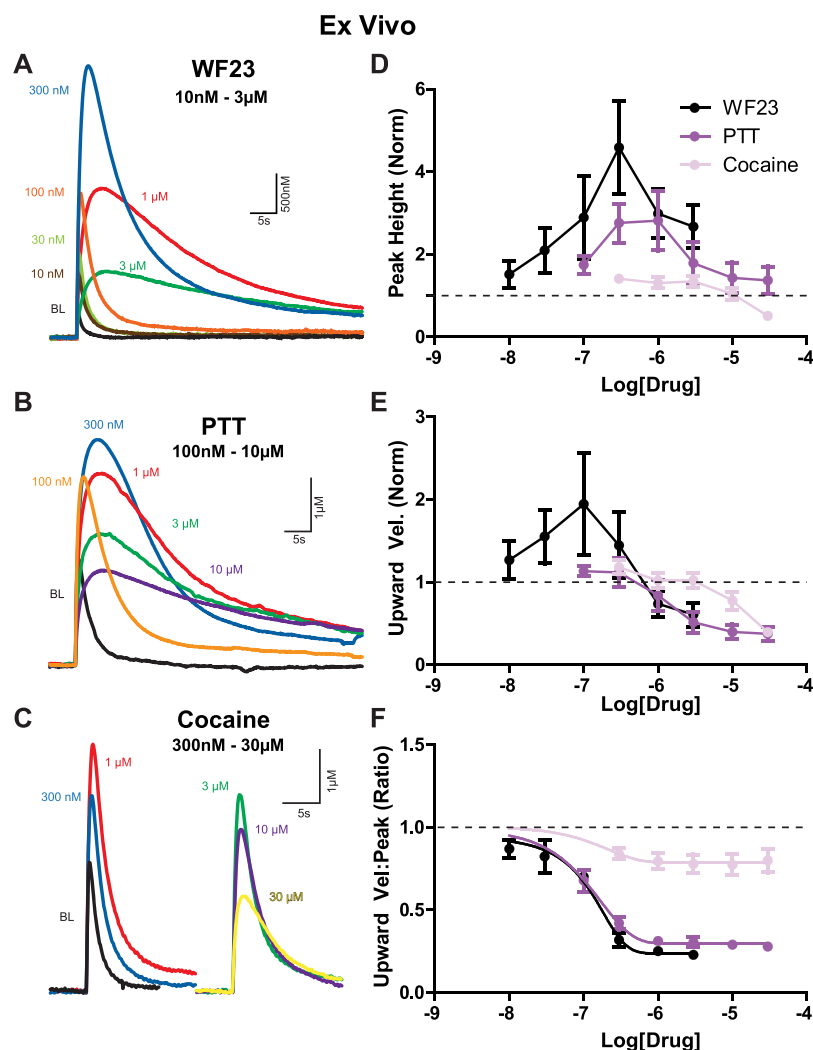 Ex Vivo
A
WF23
10nM - 3µM
300 nM
100 nM
30 nM
10 nM
BL
1 µM
3 µM
500nM
5s
B
PTT
100nM - 10µM
300 nM
100 nM
1 µM
3 µM
10 µM
BL
1µM
5s
C
Cocaine
300nM - 30µM
1 µM
300 nM
BL
3 µM
10 µM
30 µM
1µM
5s
D
Peak Height (Norm)
6
4
2
0
-9 -8 -7 -6 -5 -4
Log[Drug]
WF23
PTT
Cocaine
E
Upward Vel. (Norm)
3
2
1
0
-9 -8 -7 -6 -5 -4
Log[Drug]
F
Upward Vel:Peak (Ratio)
1.5
1.0
0.5
0.0
-9 -8 -7 -6 -5 -4
Log[Drug]